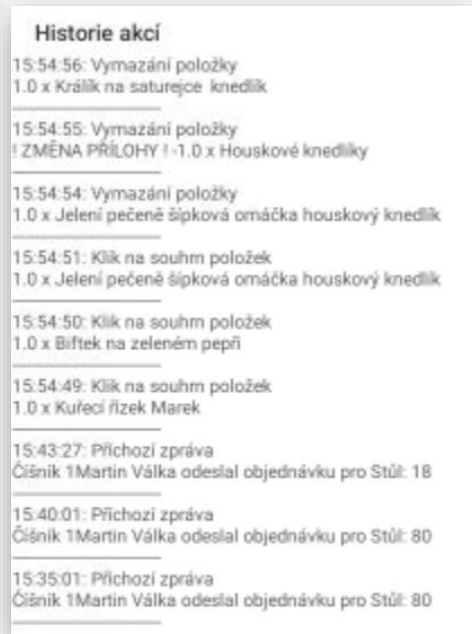 Historie akcí
15:54:56: Vymazání položky
1.0 x Králík na saturejce knedlík
15:54:55: Vymazání položky
! ZMĚNA PŘÍLOHY ! -1.0 x Houskové knedlíky
15:54:54: Vymazání položky
1.0 x Jelení pečeně šípková omáčka houskový knedlík
15:54:51: Klik na souhrn položek
1.0 x Jelení pečeně šípková omáčka houskový knedlík
15:54:50: Klik na souhrn položek
1.0 x Biftek na zeleném pepři
15:54:49: Klik na souhrn položek
1.0 x Kuřecí řízek Marek
15:43:27: Příchozí zpráva
Číšník 1Martin Válka odeslal objednávku pro Stůl: 18
15:40:01: Příchozí zpráva
Číšník 1Martin Válka odeslal objednávku pro Stůl: 80
15:35:01: Příchozí zpráva
Číšník 1Martin Válka odeslal objednávku pro Stůl: 80